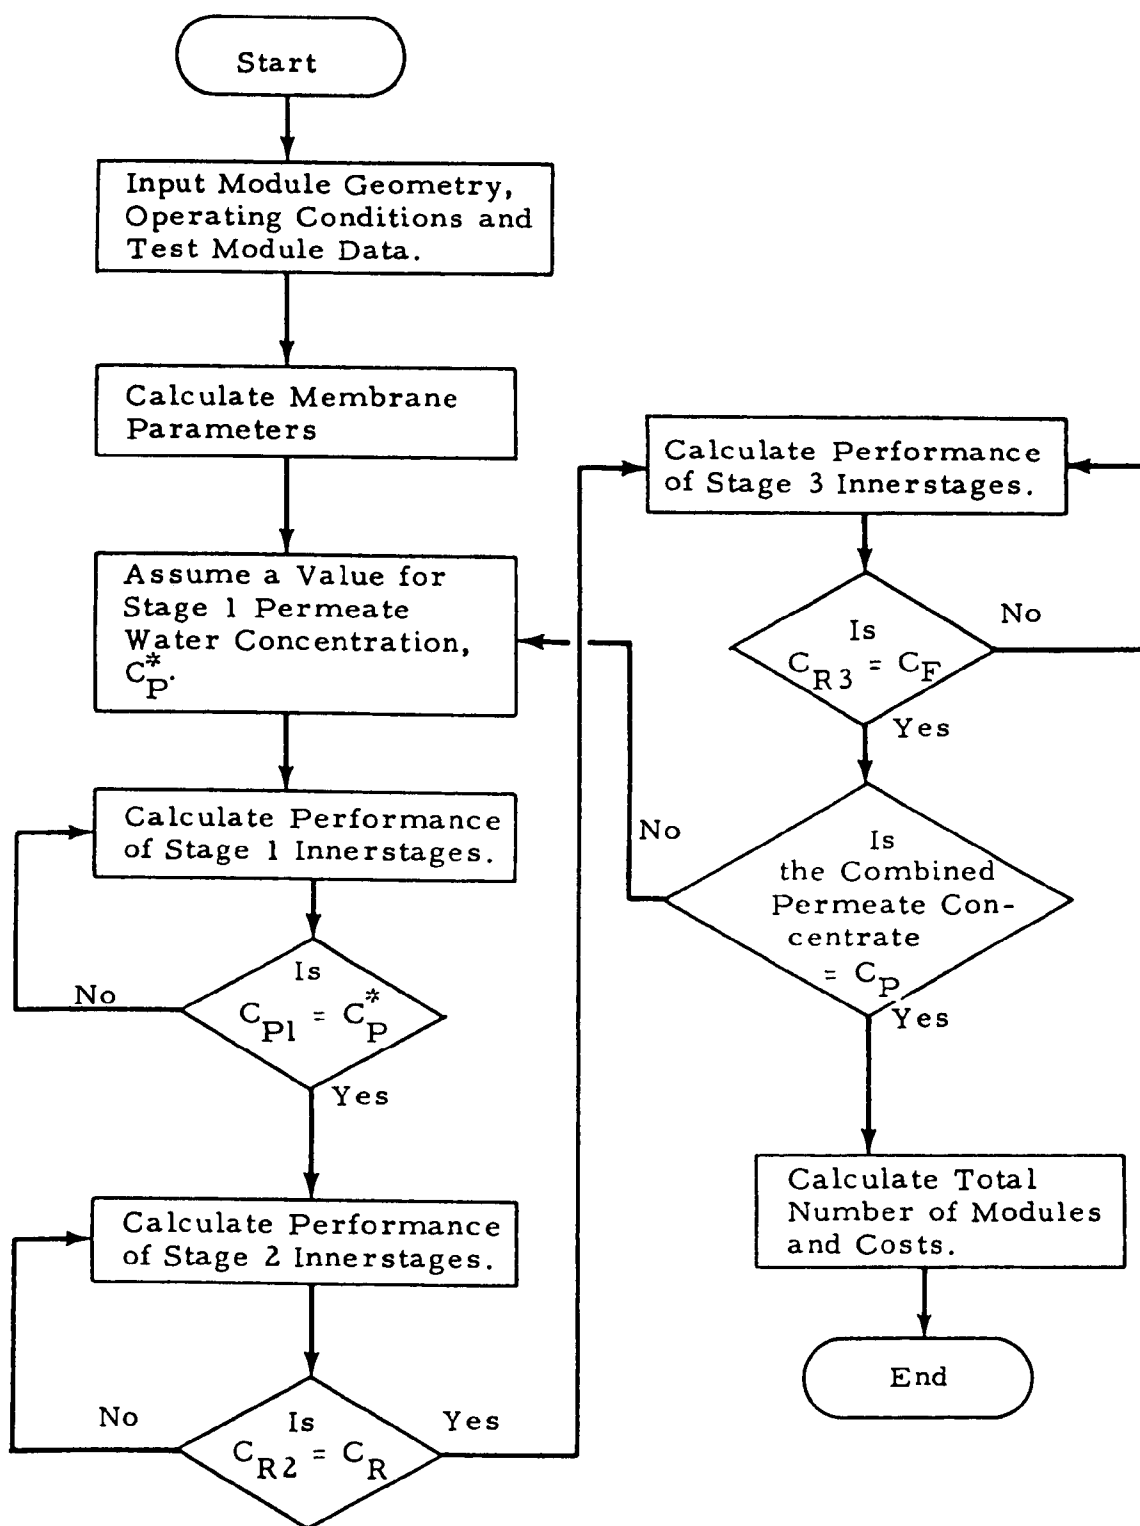 Start
Input Module Geometry,
Operating Conditions and
Test Module Data.
Calculate Membrane
Parameters
Assume a Value for
Stage 1 Permeate
Water Concentration,
C*P.
Calculate Performance
of Stage 1 Innerstages.
Is
CP1 = C*P
No
Yes
Calculate Performance
of Stage 2 Innerstages.
Is
CR2 = CR
No
Yes
Calculate Performance
of Stage 3 Innerstages.
Is
CR3 = CF
No
Yes
Is
the Combined
Permeate Con-
centrate
= CP
No
Yes
Calculate Total
Number of Modules
and Costs.
End